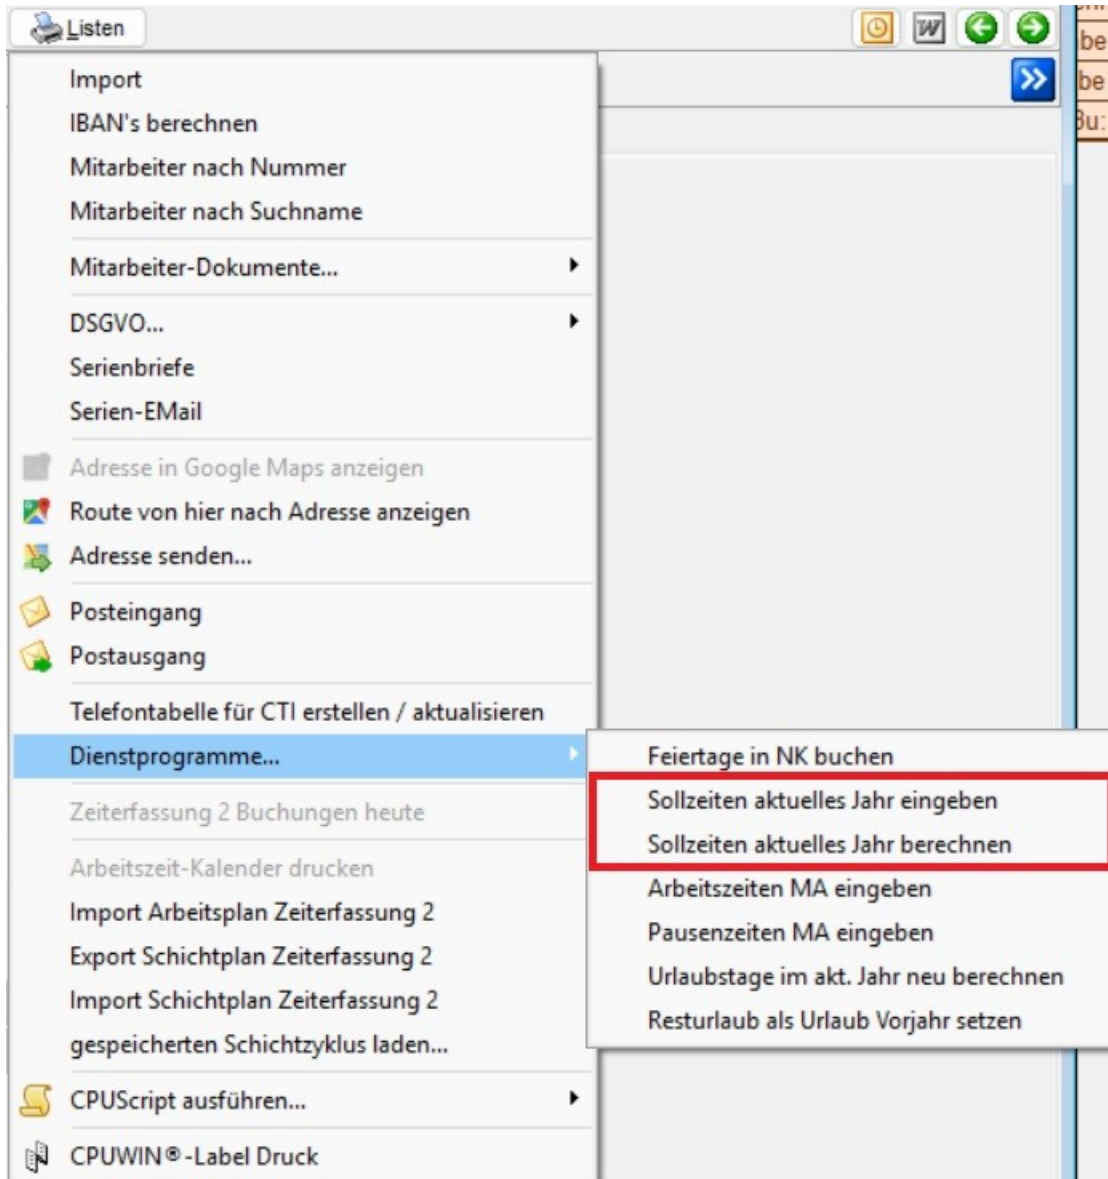 Listen
Import
IBAN's berechnen
Mitarbeiter nach Nummer
Mitarbeiter nach Suchname
Mitarbeiter-Dokumente...
DSGVO...
Serienbriefe
Serien-EMail
Adresse in Google Maps anzeigen
Route von hier nach Adresse anzeigen
Adresse senden...
Posteingang
Postausgang
Telefontabelle für CTI erstellen / aktualisieren
Dienstprogramme...
Zeiterfassung 2 Buchungen heute
Arbeitszeit-Kalender drucken
Import Arbeitsplan Zeiterfassung 2
Export Schichtplan Zeiterfassung 2
Import Schichtplan Zeiterfassung 2
gespeicherten Schichtzyklus laden...
CPUScript ausführen...
CPUWIN®-Label Druck
Feiertage in NK buchen
Sollzeiten aktuelles Jahr eingeben
Sollzeiten aktuelles Jahr berechnen
Arbeitszeiten MA eingeben
Pausenzeiten MA eingeben
Urlaubstage im akt. Jahr neu berechnen
Resturlaub als Urlaub Vorjahr setzen